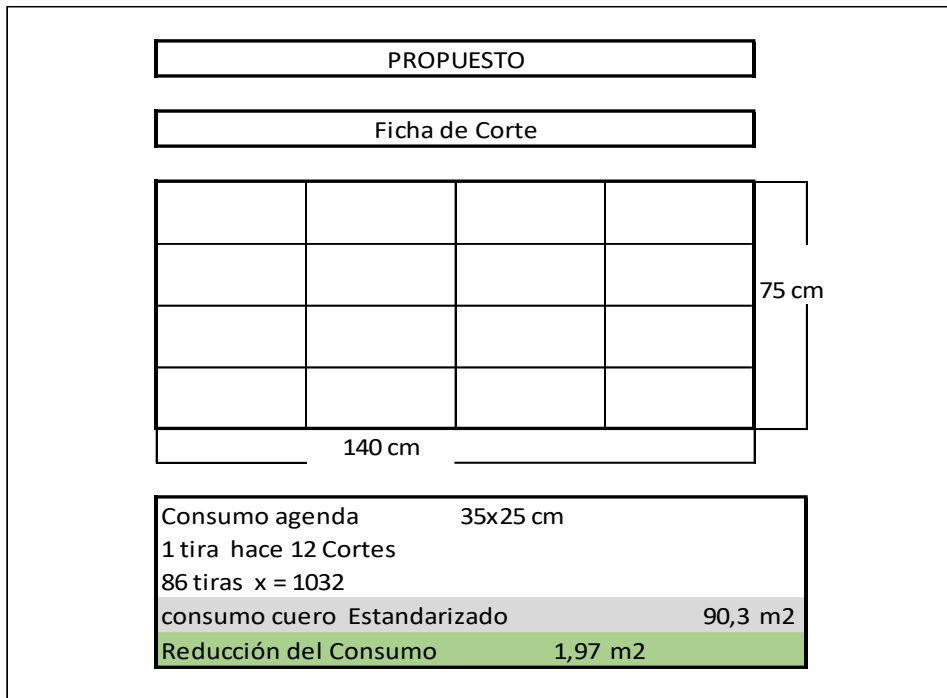 PROPUESTO
Ficha de Corte
75 cm
140 cm
Consumo agenda 35x25 cm
1 tira hace 12 Cortes
86 tiras x = 1032
consumo cuero Estandarizado 90,3 m2
Reducción del Consumo 1,97 m2